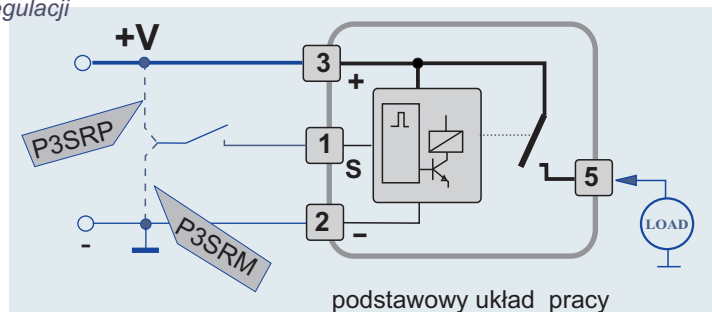 egulacji
+V
3
+
P3SRP
1
S
5
2
-
LOAD
-
P3SRM
podstawowy układ pracy